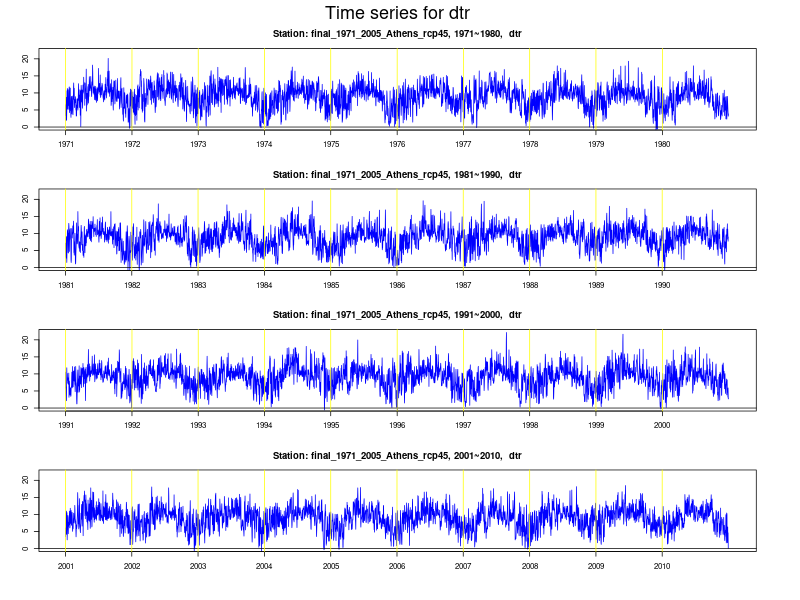 Time series for dtr
Station: final_1971_2005_Athens_rcp45, 1971~1980,  dtr
20
15
10
5
0
1971 1972 1973 1974 1975 1976 1977 1978 1979 1980
Station: final_1971_2005_Athens_rcp45, 1981~1990,  dtr
20
15
10
5
0
1981 1982 1983 1984 1985 1986 1987 1988 1989 1990
Station: final_1971_2005_Athens_rcp45, 1991~2000,  dtr
20
15
10
5
0
1991 1992 1993 1994 1995 1996 1997 1998 1999 2000
Station: final_1971_2005_Athens_rcp45, 2001~2010,  dtr
20
15
10
5
0
2001 2002 2003 2004 2005 2006 2007 2008 2009 2010